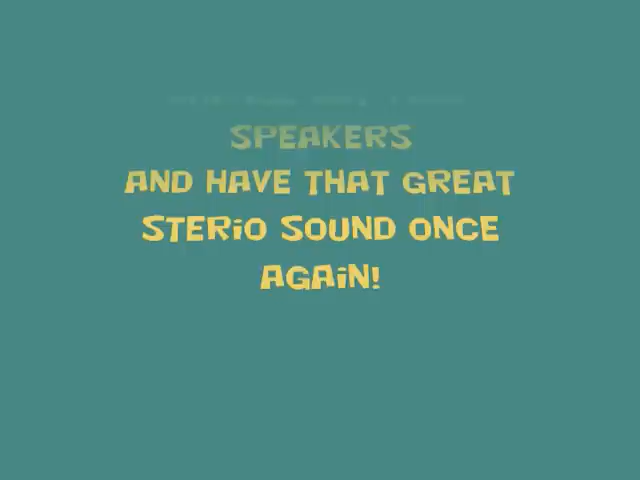 SPEAKERS
AND HAVE THAT GREAT
STERiO SOUND ONCE
AGAiN!